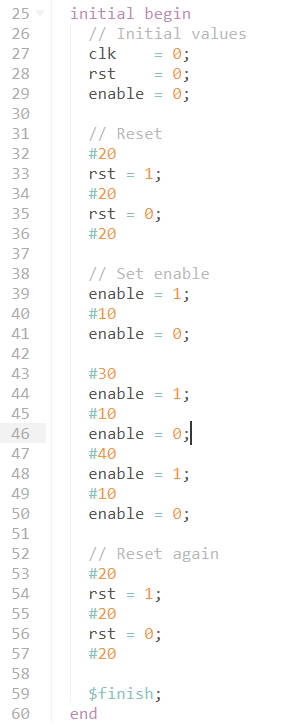 25 initial begin
26 // Initial values
27 clk    = 0;
28 rst    = 0;
29 enable = 0;
30
31 // Reset
32 #20
33 rst = 1;
34 #20
35 rst = 0;
36 #20
37
38 // Set enable
39 enable = 1;
40 #10
41 enable = 0;
42
43 #30
44 enable = 1;
45 #10
46 enable = 0;
47 #40
48 enable = 1;
49 #10
50 enable = 0;
51
52 // Reset again
53 #20
54 rst = 1;
55 #20
56 rst = 0;
57 #20
58
59 $finish;
60 end